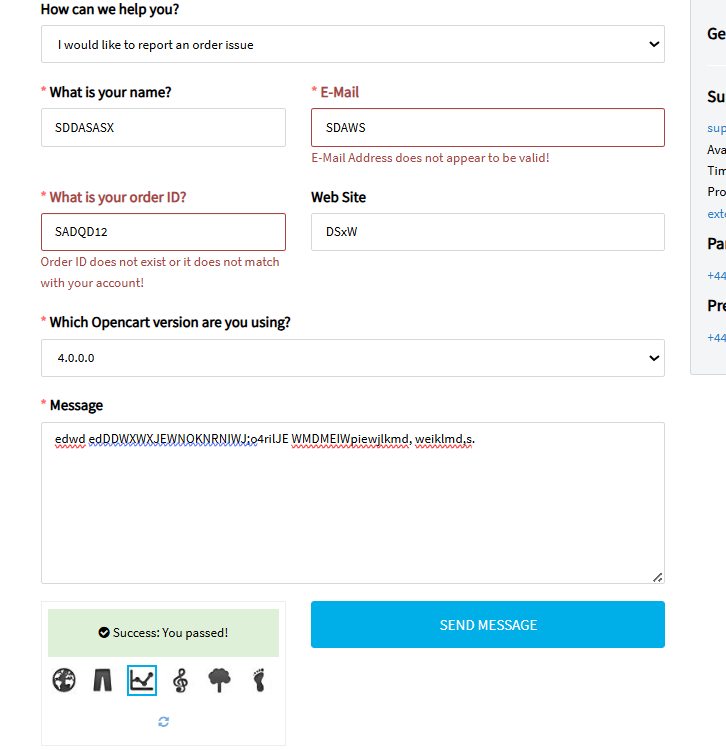 How can we help you?
I would like to report an order issue
* What is your name?
* E-Mail
SDDASASX
SDAWS
E-Mail Address does not appear to be valid!
* What is your order ID?
Web Site
SADQD12
DSxW
Order ID does not exist or it does not match
with your account!
* Which Opencart version are you using?
4.0.0.0
* Message
edwd edDDWXWXJEWNOKNRNIWJ;o4rilJE WMDMEIWpiewjlkmd, weiklmd,s.
Success: You passed!
SEND MESSAGE
Ge
Su
sup
Ava
Tim
Pro
exte
Pa
+44
Pre
+44